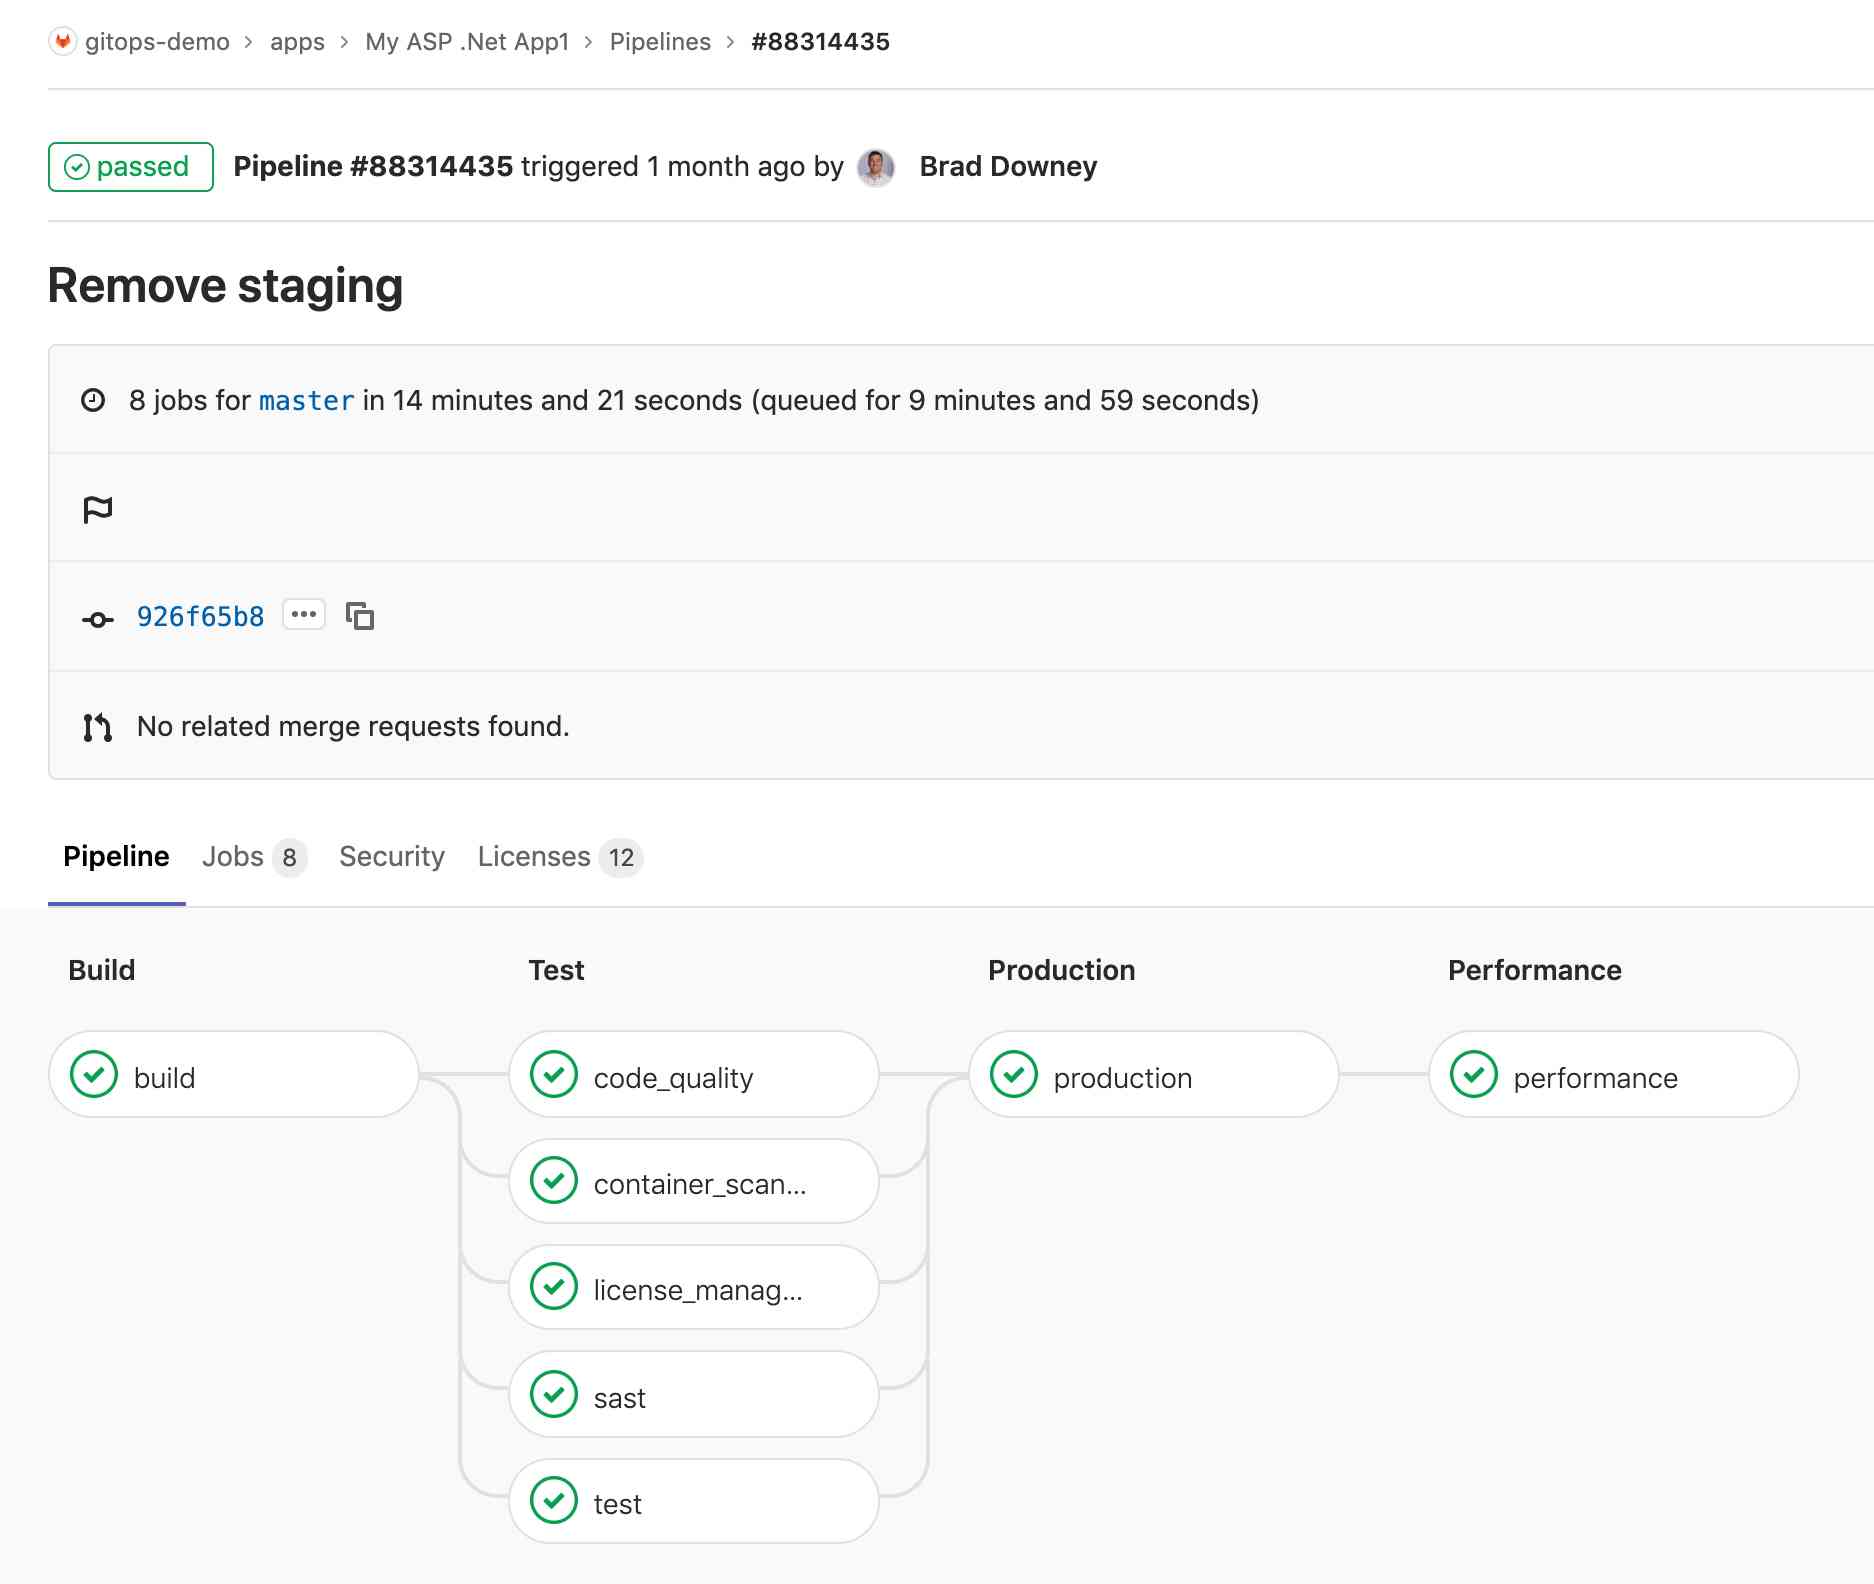 gitops-demo > apps > My ASP .Net App1 > Pipelines > #88314435
passed Pipeline #88314435 triggered 1 month ago by Brad Downey
Remove staging
8 jobs for master in 14 minutes and 21 seconds (queued for 9 minutes and 59 seconds)
926f65b8 ...
No related merge requests found.
Pipeline Jobs 8 Security Licenses 12
Build Test Production Performance
build code_quality production performance
container_scan...
license_manag...
sast
test